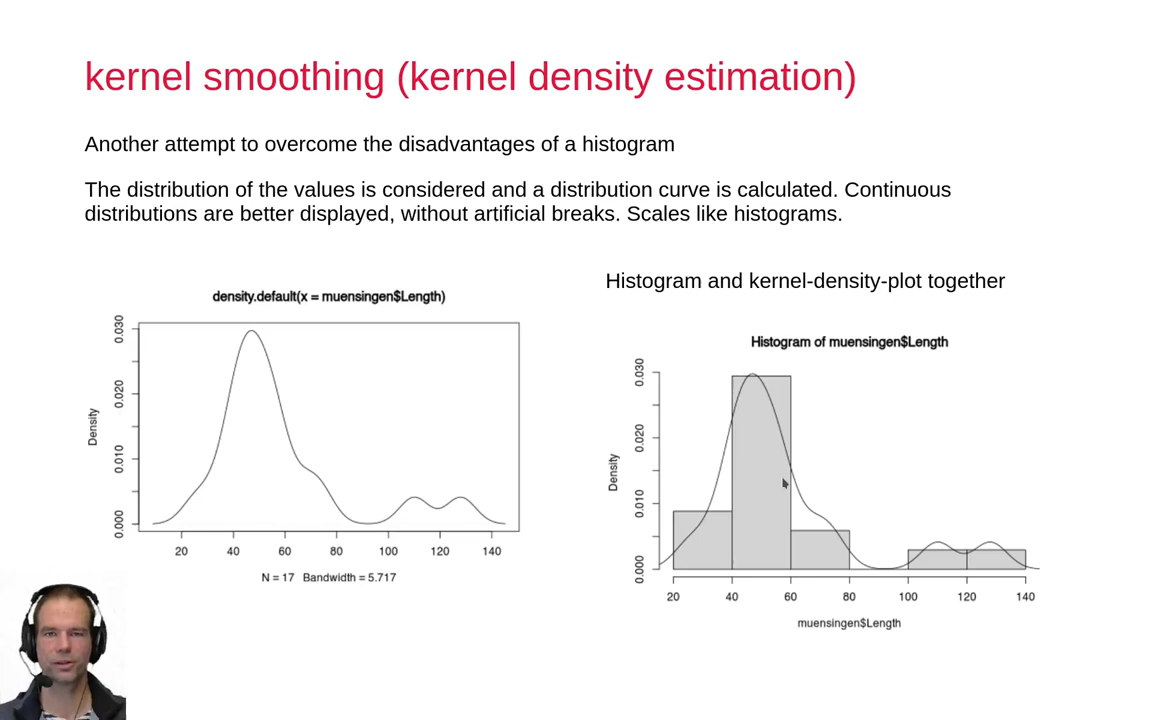 kernel smoothing (kernel density estimation)
Another attempt to overcome the disadvantages of a histogram
The distribution of the values is considered and a distribution curve is calculated. Continuous
distributions are better displayed, without artificial breaks. Scales like histograms.
density.default(x = muensingen$Length)
Density
0.000
0.010
0.020
0.030
20 40 60 80 100 120 140
N = 17 Bandwidth = 5.717
Histogram and kernel-density-plot together
Histogram of muensingen$Length
Density
0.000
0.010
0.020
0.030
20 40 60 80 100 120 140
muensingen$Length